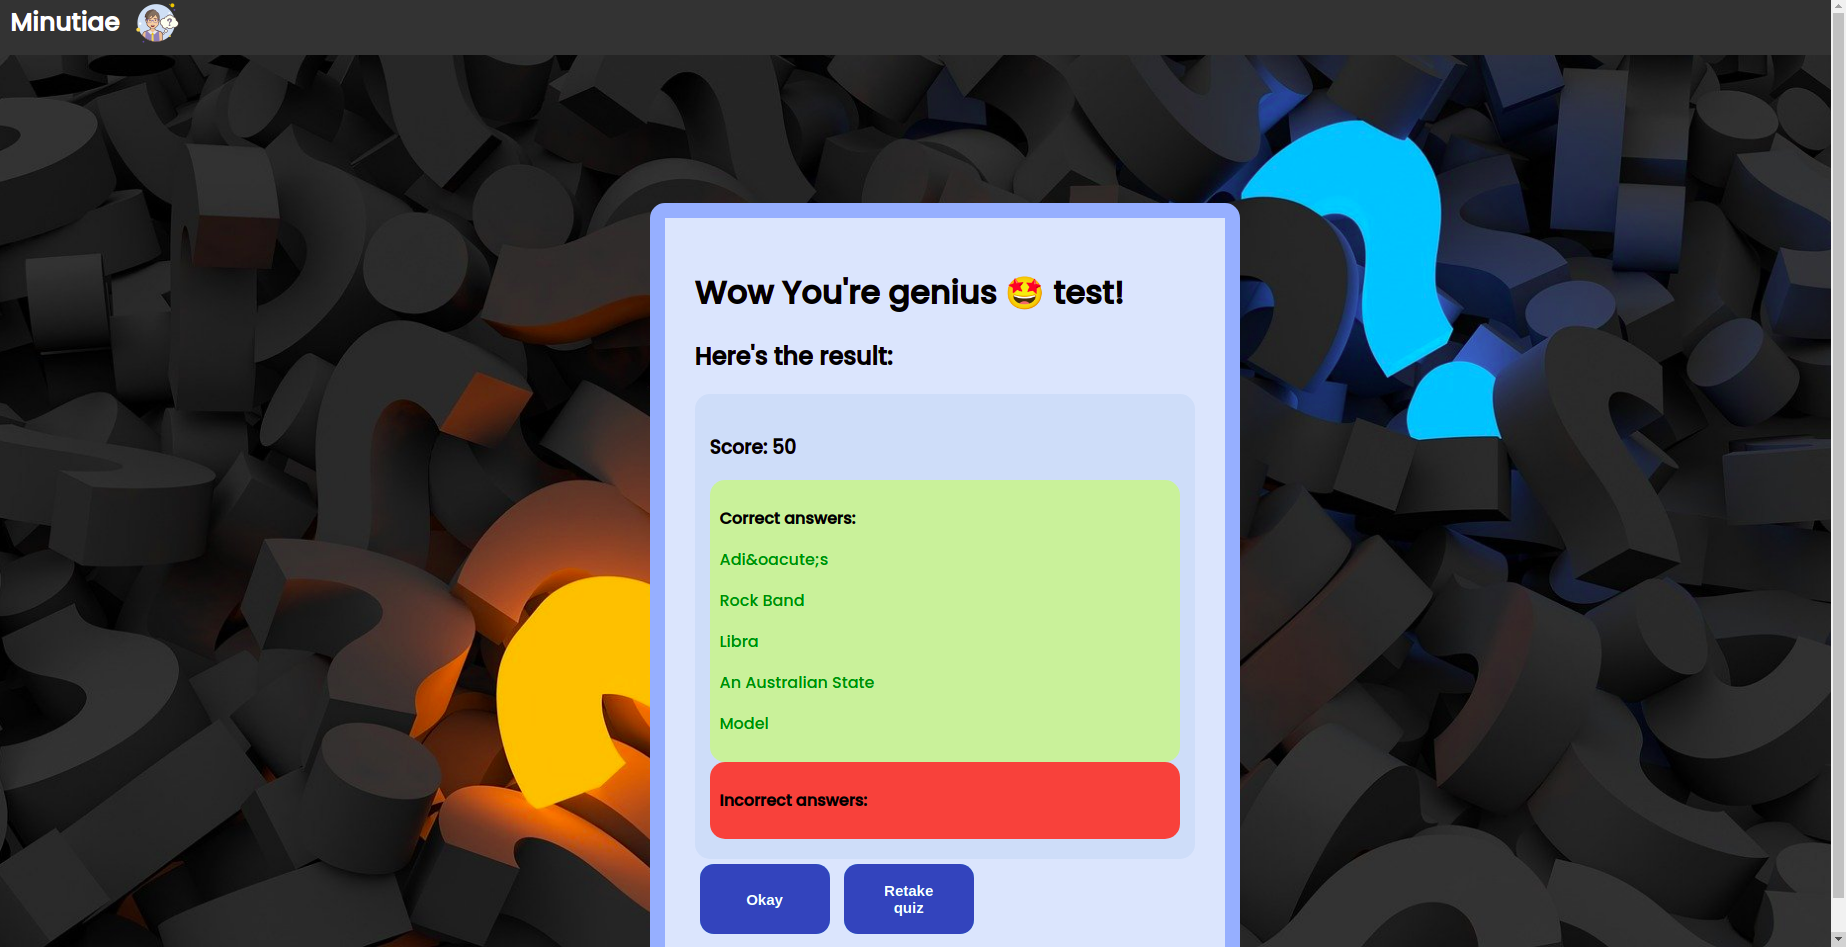 Minutiae
?
Wow You're genius 🤩 test!
Here's the result:
Score: 50
Correct answers:
Adi&oacute;s
Rock Band
Libra
An Australian State
Model
Incorrect answers:
Okay
Retake
quiz